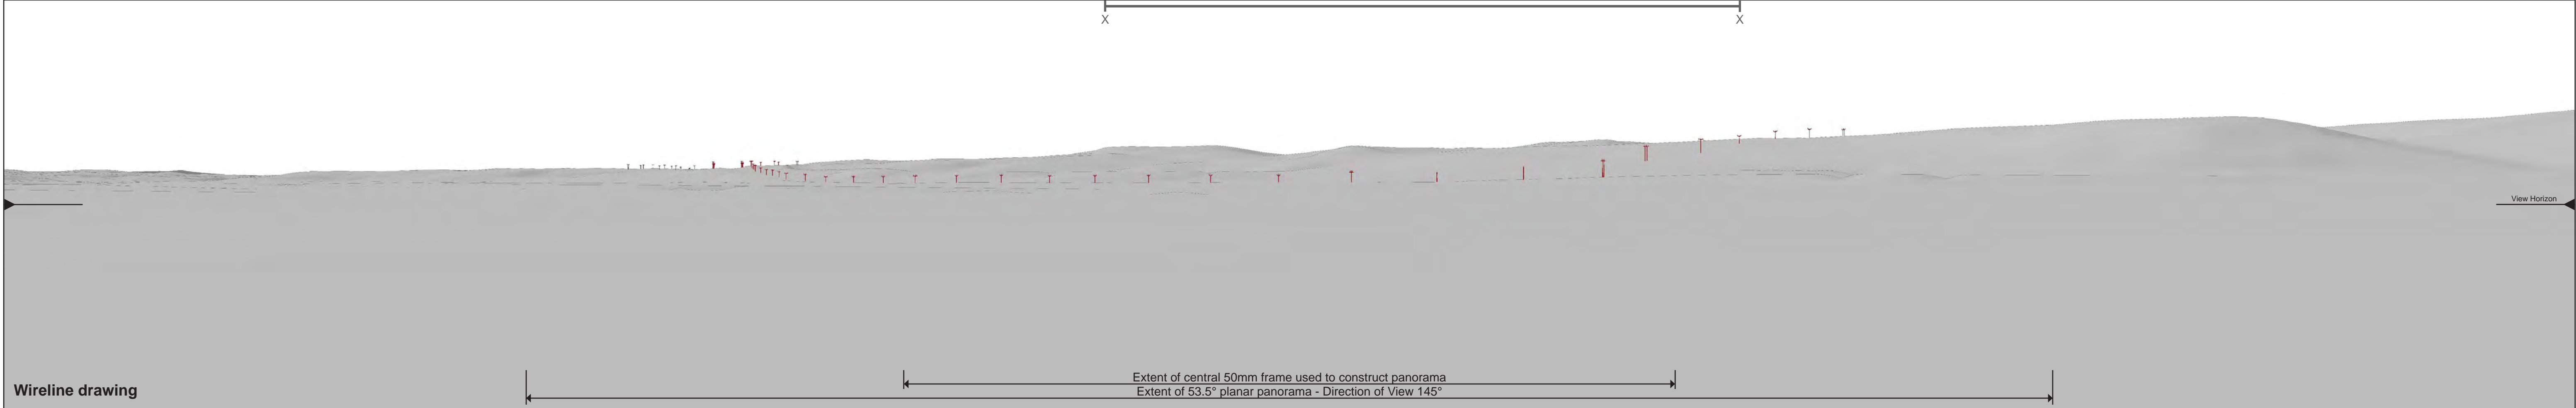 X X
View Horizon
Extent of central 50mm frame used to construct panorama
Wireline drawing
Extent of 53.5° planar panorama - Direction of View 145°